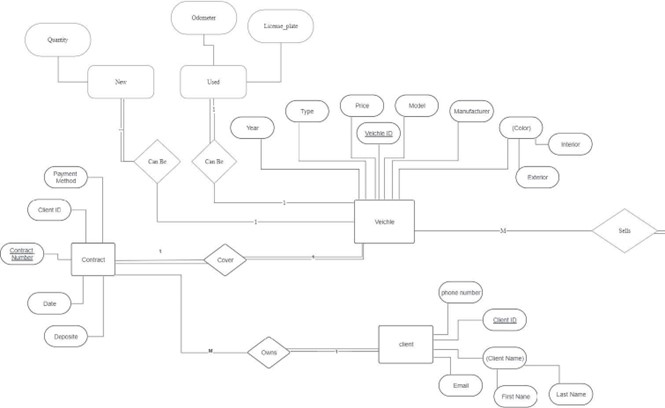 Odometer
License_plate
Quantity
New
Used
1
Price
Model
Type
Manufacturer
Year
Veichle ID
(Color)
Interior
Can Be
Can Be
Exterior
Payment
Method
1
Client ID
1
Veichle
M
Sells
Contract
Number
Contract
Cover
Date
phone number
Deposite
Client ID
M
Owns
1
client
(Client Name)
Email
First Nane
Last Name